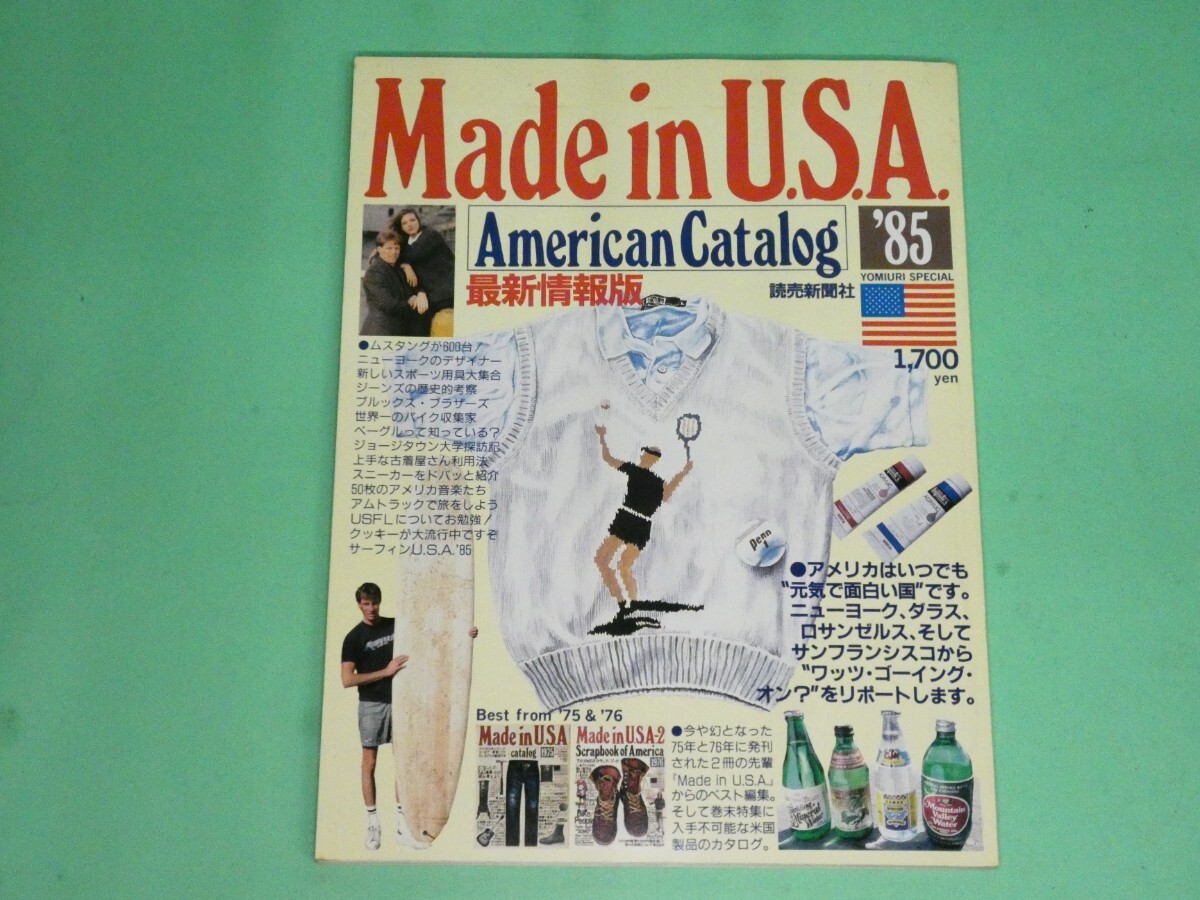 Made in U.S.A.
American Catalog
'85
YOMIURI SPECIAL
最新情報版
読売新聞社
1,700
yen
●ムスタングが600台!
ニューヨークのデザイナー
新しいスポーツ用具大集合
ジーンズの歴史的考察
ブルックス・ブラザーズ
世界一のバイク収集家
ベーグルって知っている?
ジョージタウン大学探訪記
上手な古着屋さん利用法
スニーカーをドバッと紹介
50枚のアメリカ音楽たち
アムトラックで旅をしよう
USFLについてお勉強!
クッキーが大流行中ですぞ
サーフィンU.S.A.'85
Penn
1
●アメリカはいつでも
"元気で面白い国"です。
ニューヨーク、ダラス、
ロサンゼルス、そして
サンフランシスコから
"ワッツ・ゴーイング・
オン?"をリポートします。
Best from '75 & '76
Made in USA
catalog 1975
Made in USA-2
Scrapbook of America
1976
●今や幻となった
75年と76年に発刊
された2冊の先輩
「Made in U.S.A.」
からのベスト編集。
そして巻末特集に
入手不可能な米国
製品のカタログ。
Mineral
Water
Mountain
Valley
Water